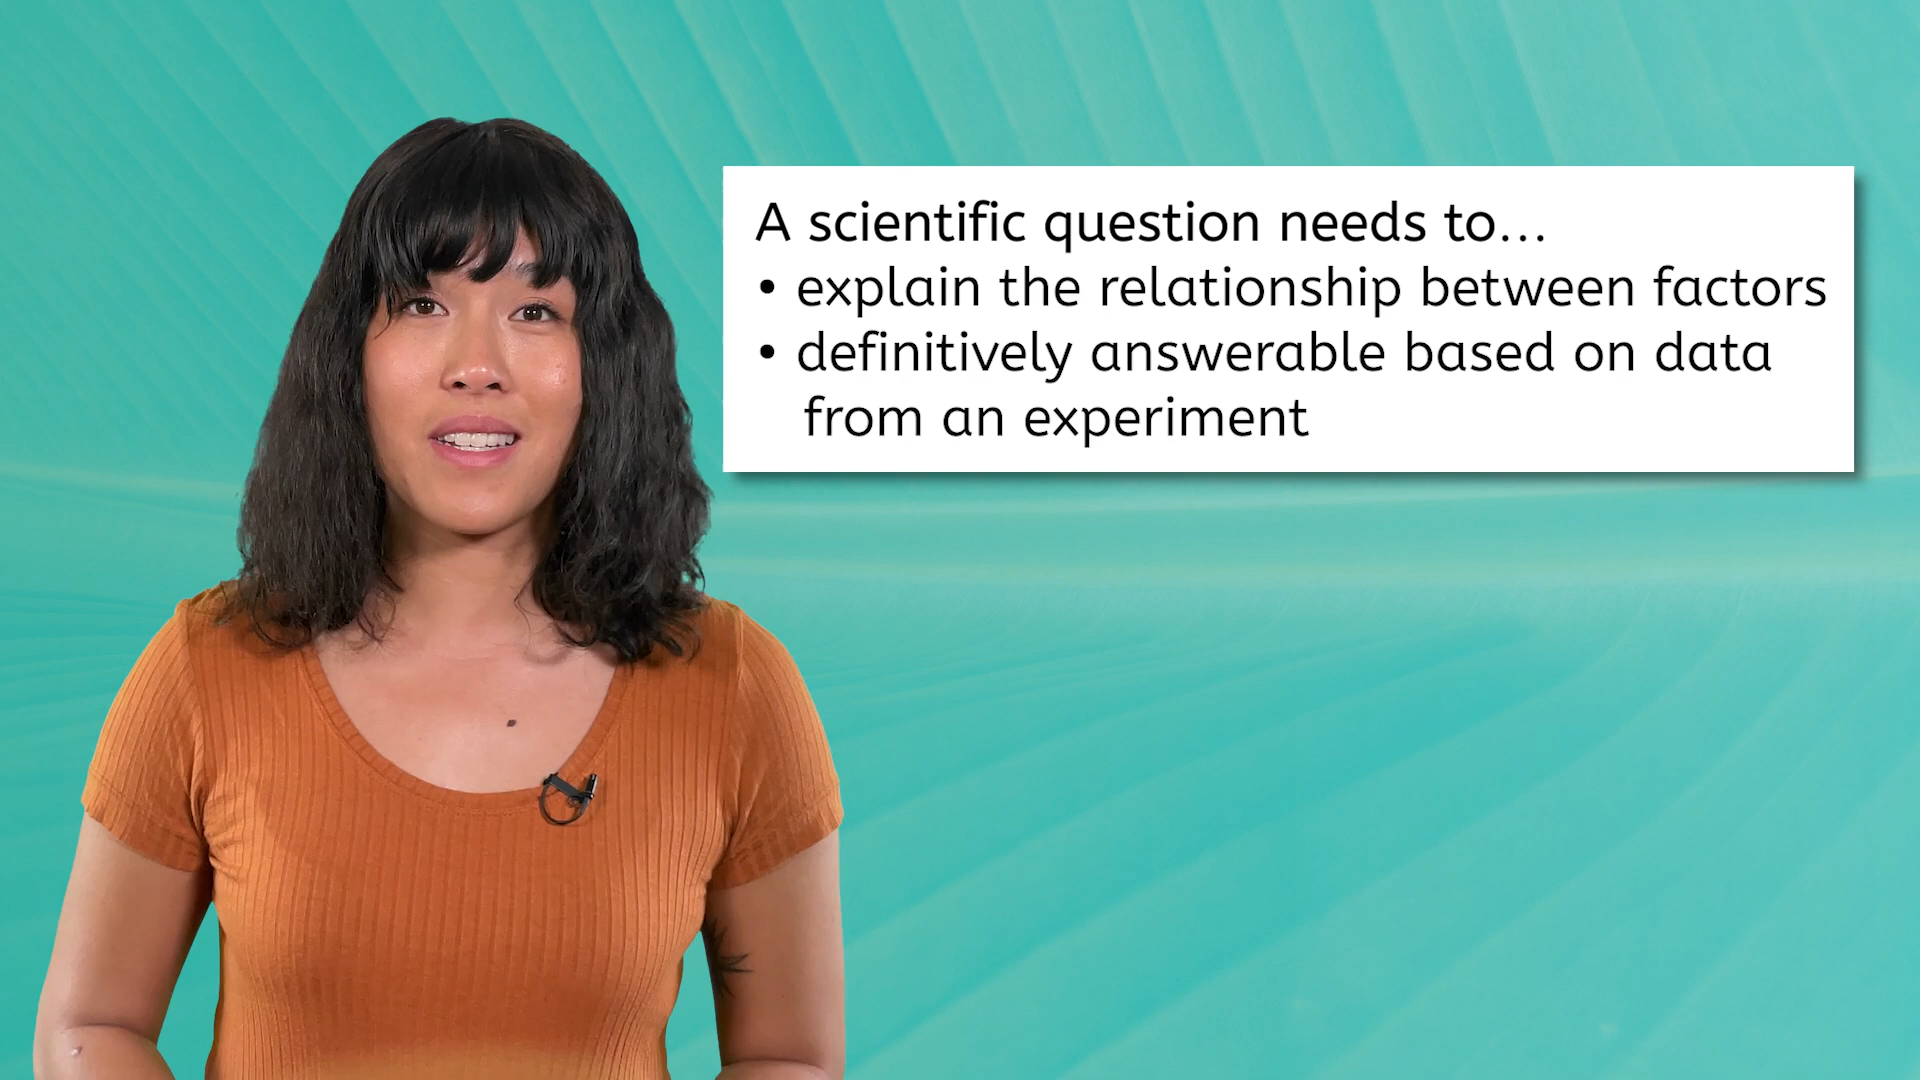 A scientific question needs to...
• explain the relationship between factors
• definitively answerable based on data
from an experiment